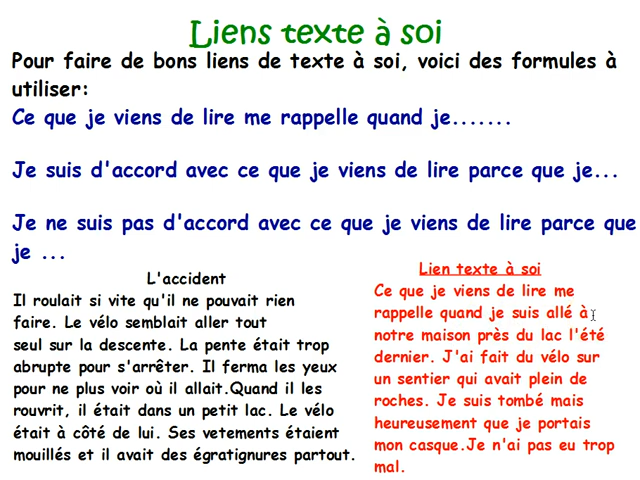 Liens texte à soi
Pour faire de bons liens de texte à soi, voici des formules à
utiliser:
Ce que je viens de lire me rappelle quand je.......
Je suis d'accord avec ce que je viens de lire parce que je...
Je ne suis pas d'accord avec ce que je viens de lire parce que
je ...
L'accident
Il roulait si vite qu'il ne pouvait rien
faire. Le vélo semblait aller tout
seul sur la descente. La pente était trop
abrupte pour s'arrêter. Il ferma les yeux
pour ne plus voir où il allait.Quand il les
rouvrit, il était dans un petit lac. Le vélo
était à côté de lui. Ses vetements étaient
mouillés et il avait des égratignures partout.
Lien texte à soi
Ce que je viens de lire me
rappelle quand je suis allé à
notre maison près du lac l'été
dernier. J'ai fait du vélo sur
un sentier qui avait plein de
roches. Je suis tombé mais
heureusement que je portais
mon casque.Je n'ai pas eu trop
mal.